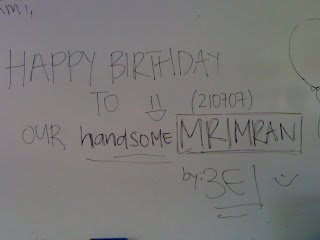 HAPPY BIRTHDAY
TO (210707)
OUR handsome MR IMRAN
by: 3E1